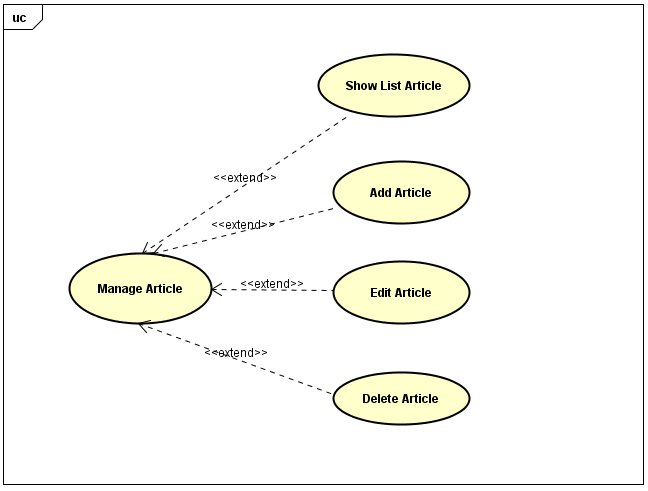 uc
Show List Article
<<extend>>
Add Article
<<extend>>
Manage Article
<<extend>>
Edit Article
<<extend>>
Delete Article